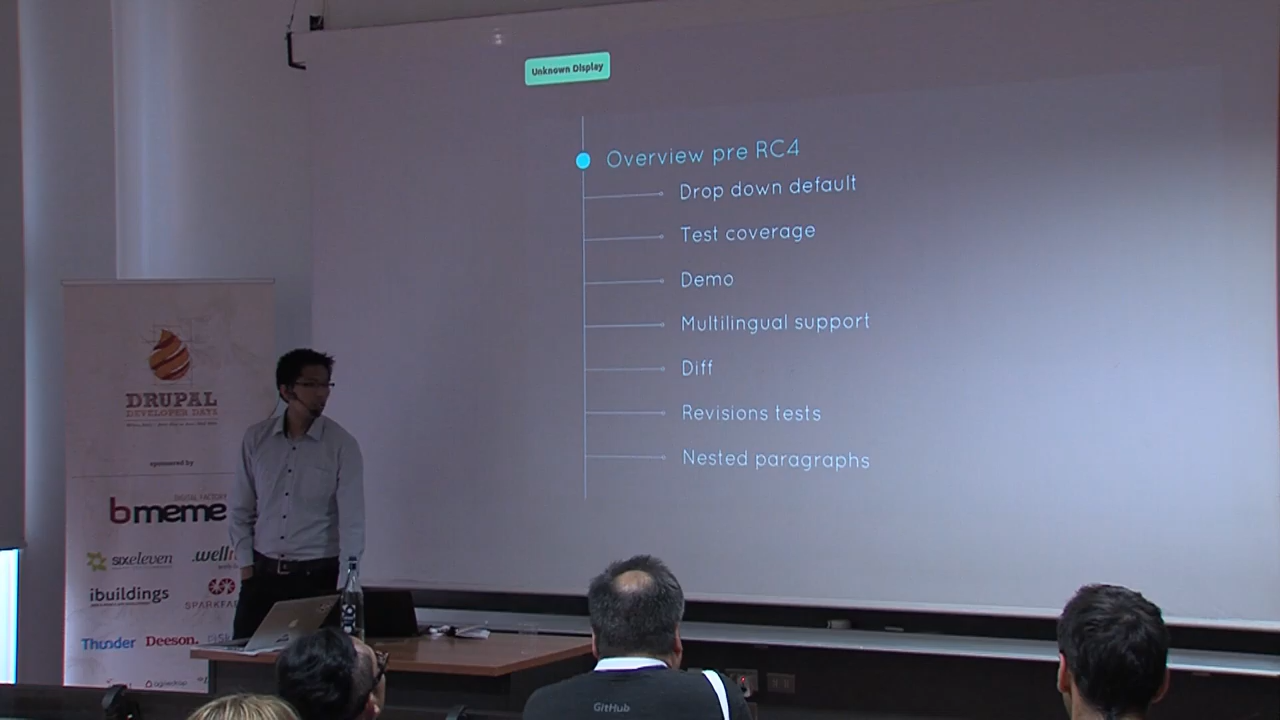 Unknown Display
Overview pre RC4
Drop down default
Test coverage
Demo
Multilingual support
Diff
Revisions tests
Nested paragraphs
DRUPAL
DEVELOPER DAYS
sponsored by
DIGITAL FACTORY
bmeme
sixeleven
ibuildings
Thunder
Deeson.
GitHub